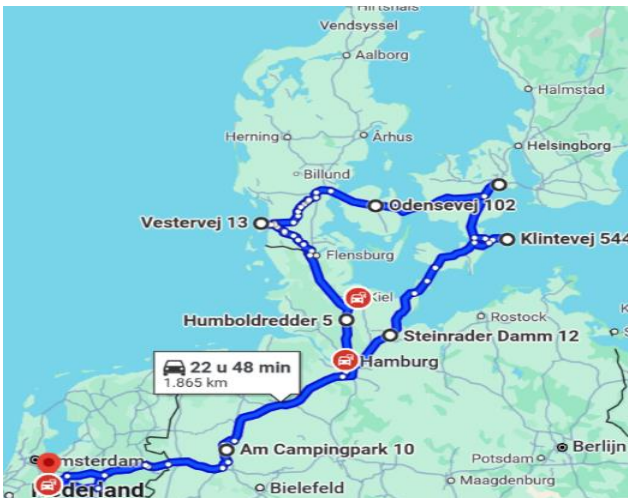 Hirtshals
Vendsyssel
Aalborg
Halmstad
Herning
Århus
Helsingborg
Billund
Odensevej 102
Vestervej 13
Klintevej 544
Flensburg
Kiel
Humboldredder 5
Rostock
Steinrader Damm 12
22 u 48 min
1.865 km
Hamburg
Am Campingpark 10
Berlijn
Amsterdam
Potsdam
Nederland
Bielefeld
Maagdenburg